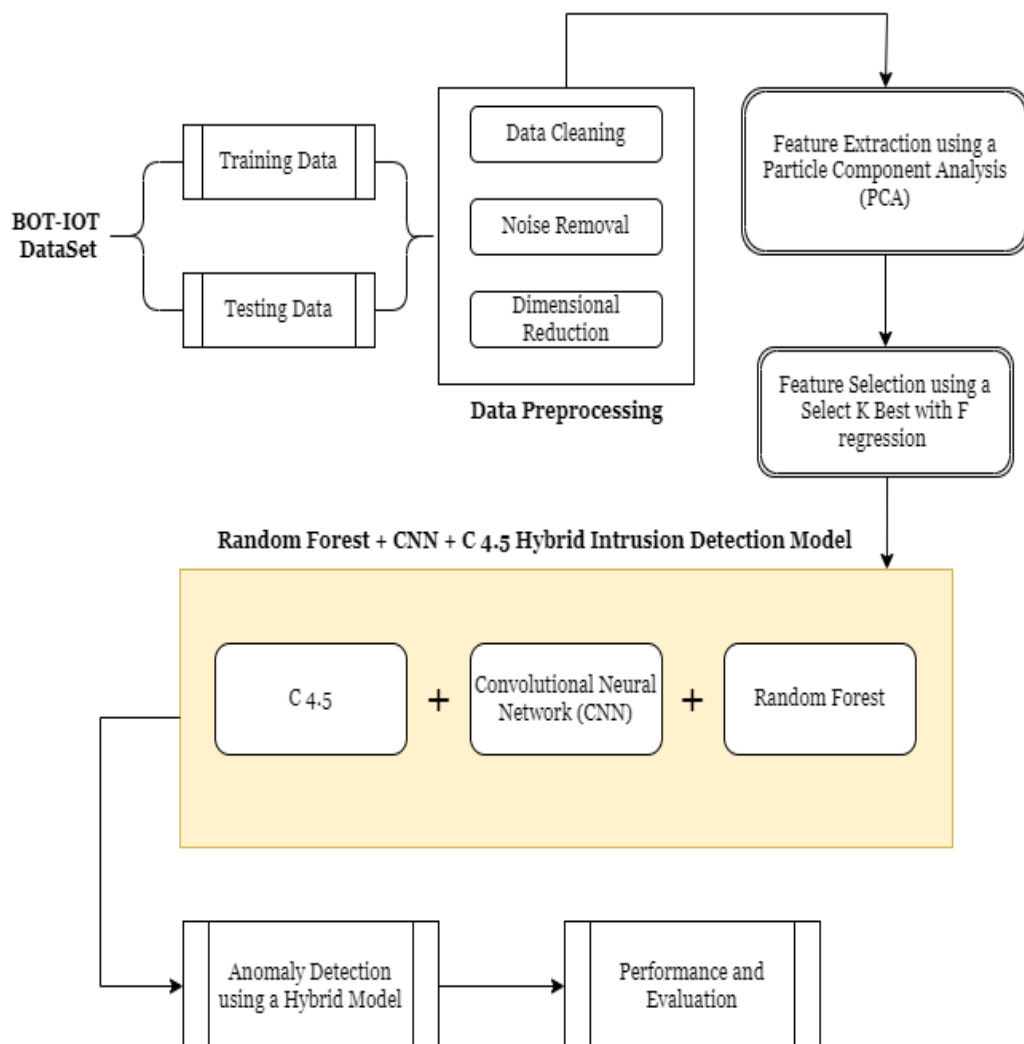 BOT-IOT
DataSet
Training Data
Testing Data
Data Cleaning
Noise Removal
Dimensional
Reduction
Data Preprocessing
Feature Extraction using a
Particle Component Analysis
(PCA)
Feature Selection using a
Select K Best with F
regression
Random Forest + CNN + C 4.5 Hybrid Intrusion Detection Model
C 4.5
+
Convolutional Neural
Network (CNN)
+
Random Forest
Anomaly Detection
using a Hybrid Model
Performance and
Evaluation